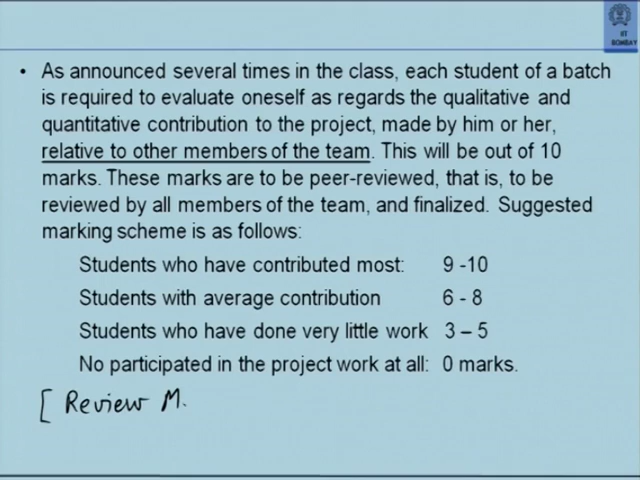 IIT
BOMBAY
• As announced several times in the class, each student of a batch
is required to evaluate oneself as regards the qualitative and
quantitative contribution to the project, made by him or her,
relative to other members of the team. This will be out of 10
marks. These marks are to be peer-reviewed, that is, to be
reviewed by all members of the team, and finalized. Suggested
marking scheme is as follows:
Students who have contributed most: 9 -10
Students with average contribution 6 - 8
Students who have done very little work 3 – 5
No participated in the project work at all: 0 marks.
[ Review M.